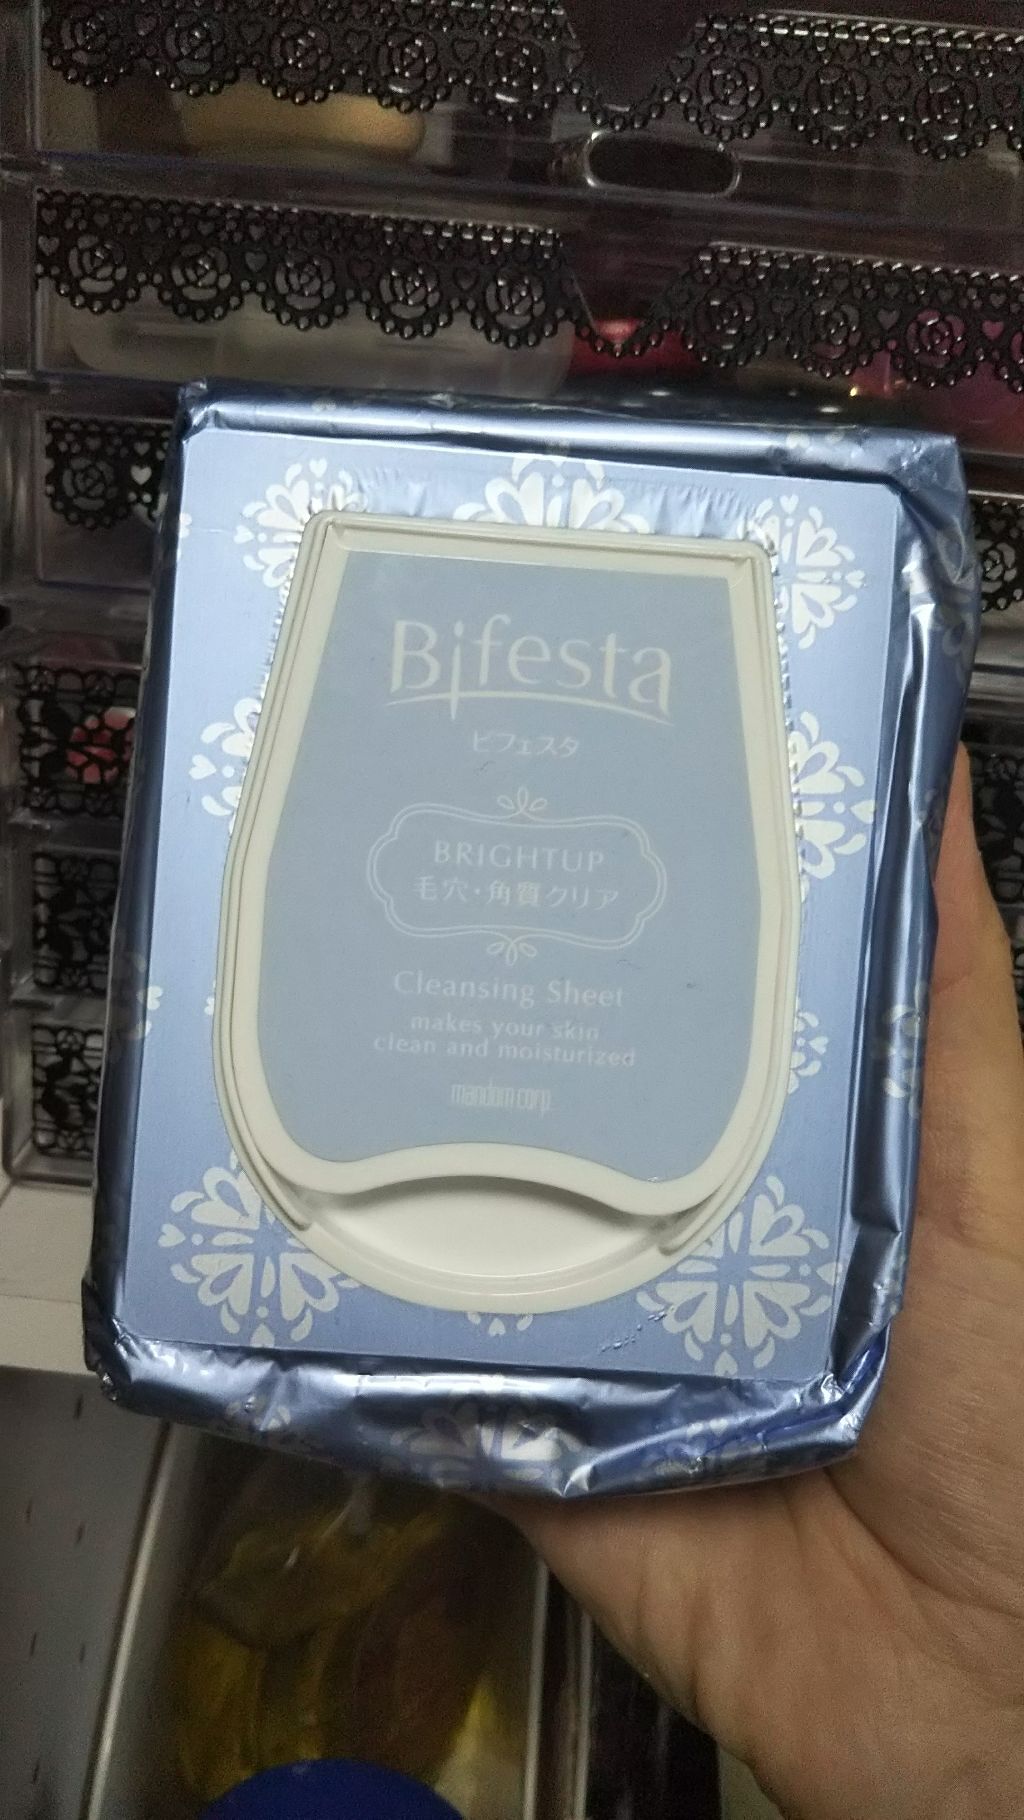 Bifesta
ビフェスタ
BRIGHTUP
毛穴・角質クリア
Cleansing Sheet
makes your skin
clean and moisturized
mandom corp.